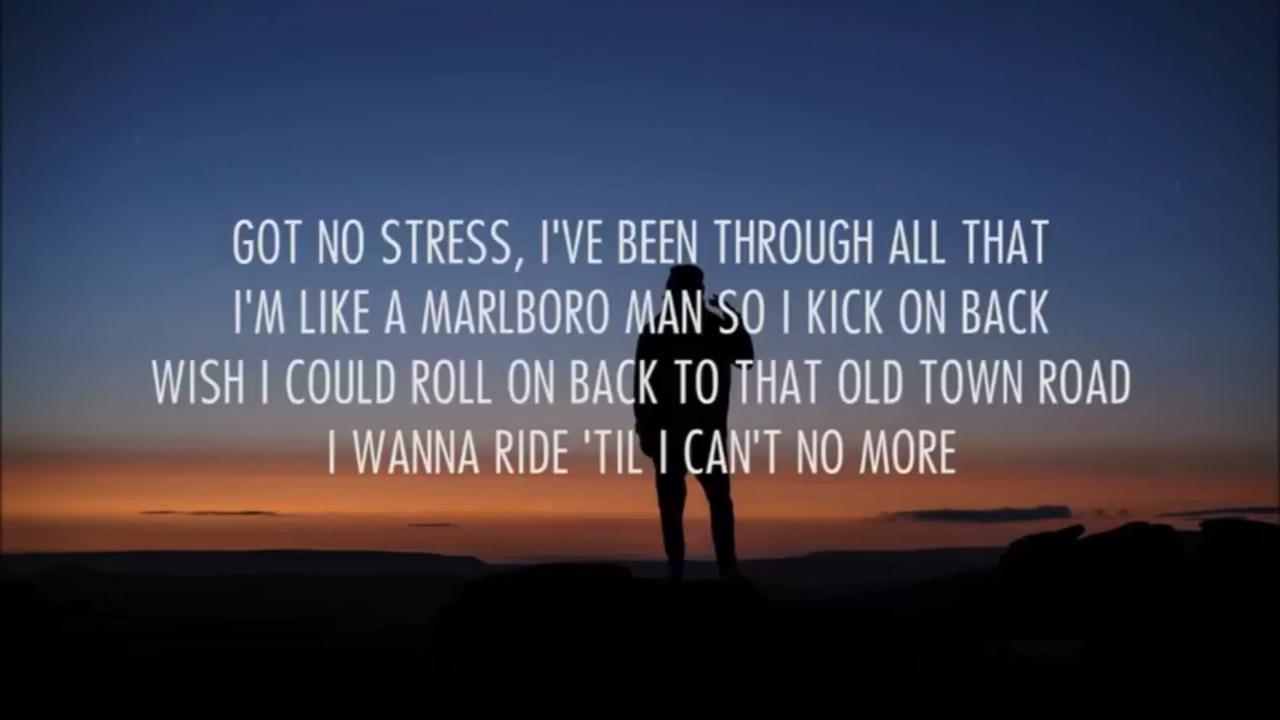 GOT NO STRESS, I'VE BEEN THROUGH ALL THAT
I'M LIKE A MARLBORO MAN SO I KICK ON BACK
WISH I COULD ROLL ON BACK TO THAT OLD TOWN ROAD
I WANNA RIDE 'TIL I CAN'T NO MORE